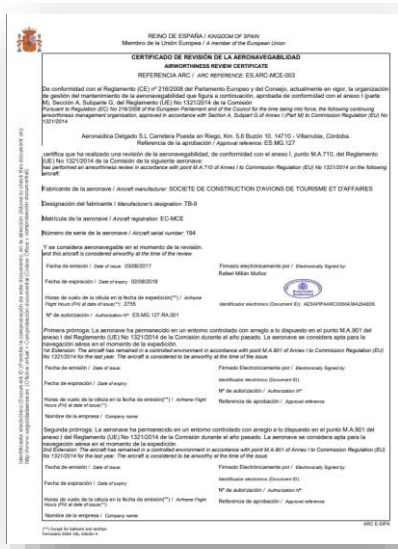 REINO DE ESPAÑA / KINGDOM OF SPAIN
Miembro de la Unión Europea / A member of the European Union
CERTIFICADO DE REVISIÓN DE LA AERONAVEGABILIDAD
AIRWORTHINESS REVIEW CERTIFICATE
REFERENCIA ARC / ARC REFERENCE: ES.ARC-MCE-003
De conformidad con el Reglamento (CE) nº 216/2008 del Parlamento Europeo y del Consejo, actualmente en vigor, la organización
de gestión del mantenimiento de la aeronavegabilidad que figura a continuación, aprobada de conformidad con el anexo I (parte
M), Sección A, Subparte G, del Reglamento (UE) No 1321/2014 de la Comisión.
Pursuant to Regulation (EC) No 216/2008 of the European Parliament and of the Council for the time being into force, the following continuing
airworthiness management organisation, approved in accordance with Section A, Subpart G of Annex I (Part M) to Commission Regulation (EU) No
1321/2014
Aeronaútica Delgado S.L Carretera Puesta en Riego, Km. 5,6 Buzón 10. 14710 - Villarrubia, Córdoba.
Referencia de la aprobación / Approval reference: ES.MG.127
certifica que ha realizado una revisión de la aeronavegabilidad, de conformidad con el anexo I, punto M.A.710, del Reglamento
(UE) No 1321/2014 de la Comisión de la siguiente aeronave:
has performed an airworthiness review in accordance with point M.A.710 of Annex I to Commission Regulation (EU) No 1321/2014 on the following
aircraft:
Fabricante de la aeronave / Aircraft manufacturer: SOCIETE DE CONSTRUCTION D'AVIONS DE TOURISME ET D'AFFAIRES
Designación del fabricante / Manufacturer's designation: TB-9
Matrícula de la aeronave / Aircraft registration: EC-MCE
Número de serie de la aeronave / Aircraft serial number: 194
Y se considera aeronavegable en el momento de la revisión.
and this aircraft is considered airworthy at the time of the review.
Fecha de emisión / Date of issue: 03/08/2017
Firmado electrónicamente por / Electronically Signed by:
Rafael Milán Muñoz
Fecha de expiración / Date of expiry: 02/08/2018
Horas de vuelo de la célula en la fecha de expedición(**) / Airframe
Flight Hours (FH) at date of issue(**): 2755
Identificador electrónico (Document ID):
Nº de autorización / Authorisation Nº: ES.MG.127.RA.001
Primera prórroga: La aeronave ha permanecido en un entorno controlado con arreglo a lo dispuesto en el punto M.A.901 del
anexo I del Reglamento (UE) No 1321/2014 de la Comisión durante el año pasado. La aeronave se considera apta para la
navegación aérea en el momento de la expedición.
1st Extension: The aircraft has remained in a controlled environment in accordance with point M.A.901 of Annex I to Commission Regulation (EU)
No 1321/2014 for the last year. The aircraft is considered to be airworthy at the time of the issue.
Fecha de emisión / Date of issue:
Firmado Electrónicamente por / Electronically Signed by:
Fecha de expiración / Date of expiry:
Identificador electrónico (Document ID):
Nº de autorización / Authorization Nº:
Horas de vuelo de la célula en la fecha de emisión(**) / Airframe Flight
Hours (FH) at date of issue(**):
Referencia de aprobación / Approval reference:
Nombre de la empresa / Company name:
Segunda prórroga: La aeronave ha permanecido en un entorno controlado con arreglo a lo dispuesto en el punto M.A.901 del
anexo I del Reglamento (UE) No 1321/2014 de la Comisión durante el año pasado. La aeronave se considera apta para la
navegación aérea en el momento de la expedición.
2nd Extension: The aircraft has remained in a controlled environment in accordance with point M.A.901 of Annex I to Commission Regulation (EU)
No 1321/2014 for the last year. The aircraft is considered to be airworthy at the time of the issue.
Fecha de emisión / Date of issue:
Firmado Electrónicamente por / Electronically Signed by:
Fecha de expiración / Date of expiry:
Identificador electrónico (Document ID):
Nº de autorización / Authorization Nº:
Horas de vuelo de la célula en la fecha de emisión(**) / Airframe Flight
Hours (FH) at date of issue(**):
Referencia de aprobación / Approval reference:
Nombre de la empresa / Company name:
(**) Except for balloons and airships
ARC E-DIFA